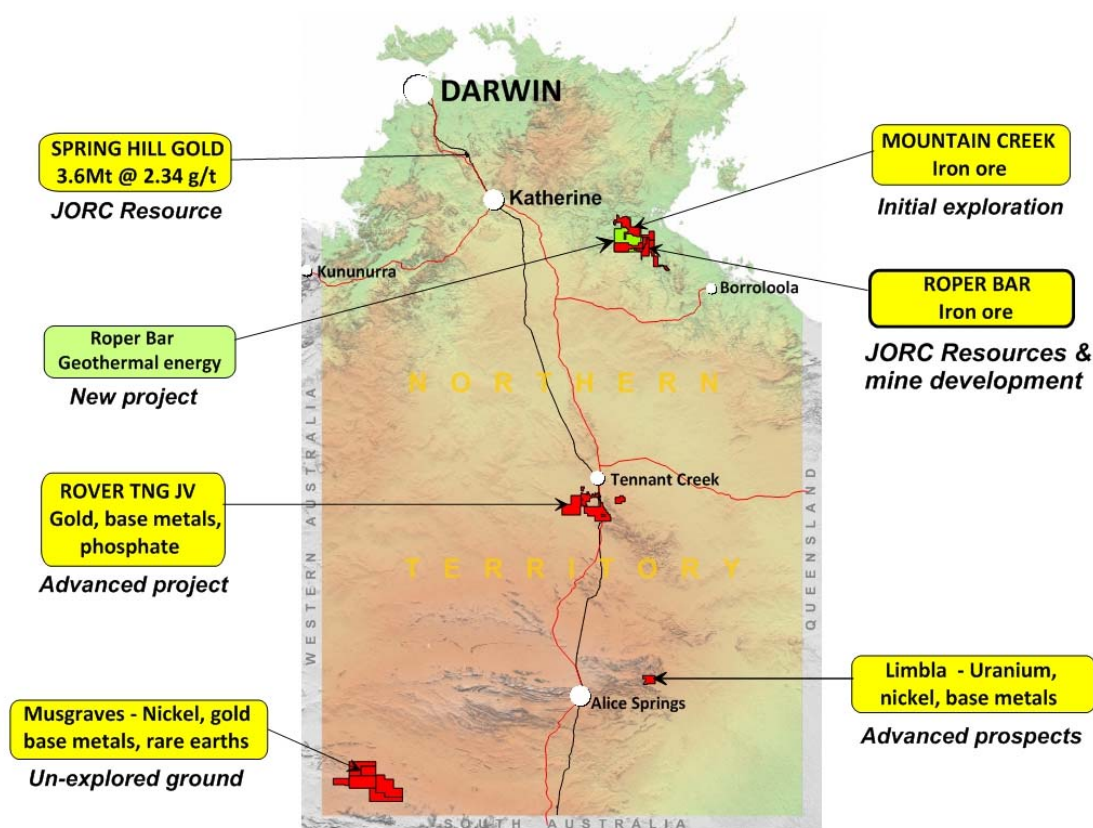 DARWIN
SPRING HILL GOLD
3.6Mt @ 2.34 g/t
JORC Resource
MOUNTAIN CREEK
Iron ore
Initial exploration
Katherine
Kununurra
Borroloola
ROPER BAR
Iron ore
JORC Resources &
mine development
Roper Bar
Geothermal energy
New project
NORTHERN
Tennant Creek
ROVER TNG JV
Gold, base metals,
phosphate
Advanced project
TERRITORY
WESTERN AUSTRALIA
QUEENSLAND
Limbla - Uranium,
nickel, base metals
Advanced prospects
Alice Springs
Musgraves - Nickel, gold
base metals, rare earths
Un-explored ground
SOUTH AUSTRALIA